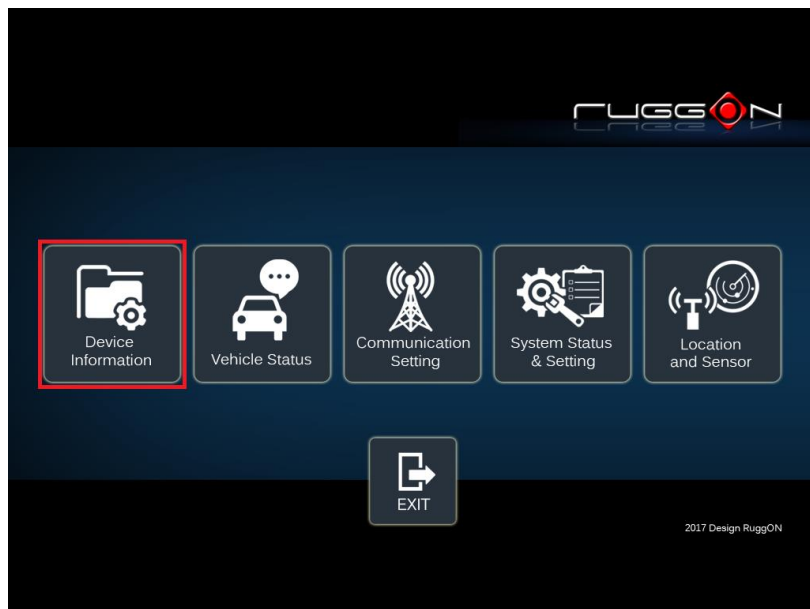 RUGGON
Device
Information
Vehicle Status
Communication
Setting
System Status
& Setting
Location
and Sensor
EXIT
2017 Design RuggON